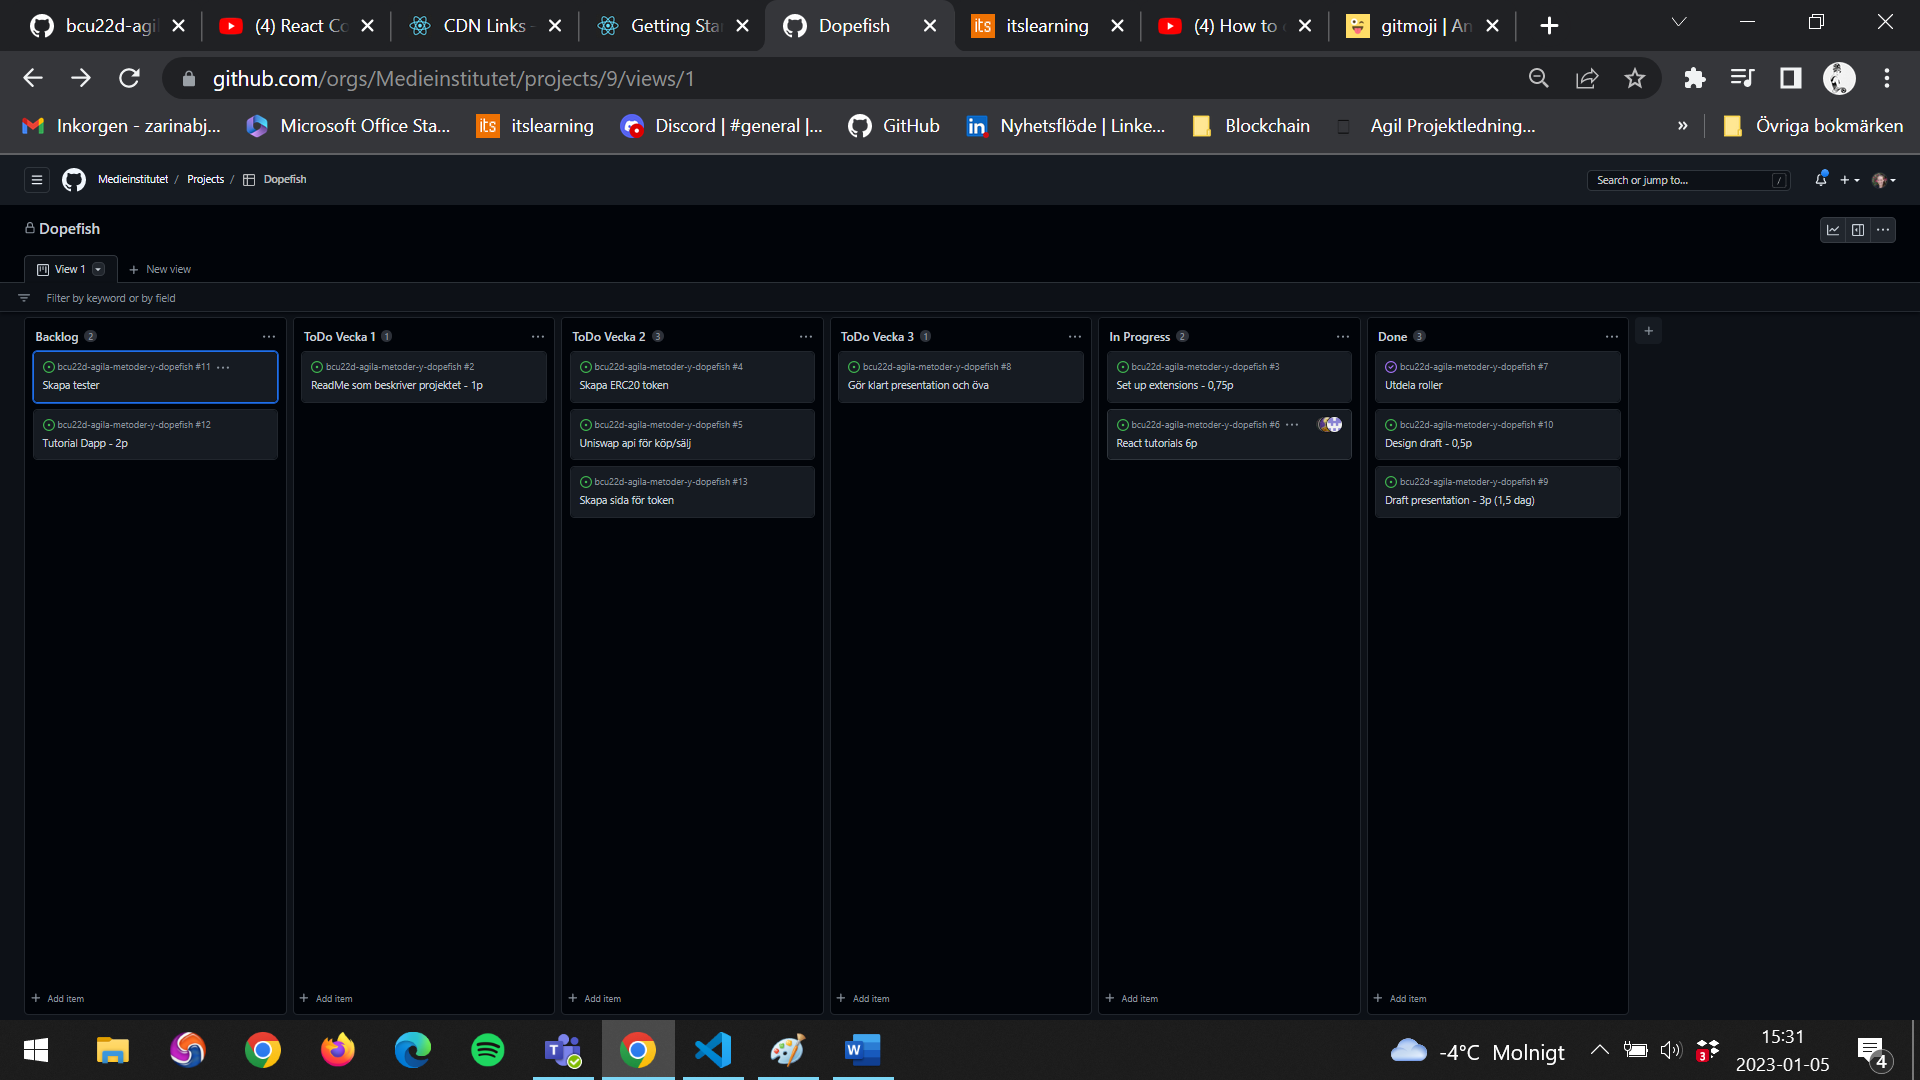 bcu22d-agil
(4) React Co
CDN Links -
Getting Star
Dopefish
itslearning
(4) How to
gitmoji | An
github.com/orgs/Medieinstitutet/projects/9/views/1
Inkorgen - zarinabj...
Microsoft Office Sta...
its
itslearning
Discord | #general |...
GitHub
Nyhetsflöde | Linke...
Blockchain
Agil Projektledning...
»
Övriga bokmärken
Medieinstitutet / Projects / Dopefish
Search or jump to... /
Dopefish
View 1
New view
Filter by keyword or by field
Backlog 2
bcu22d-agila-metoder-y-dopefish #11
Skapa tester
bcu22d-agila-metoder-y-dopefish #12
Tutorial Dapp - 2p
Add item
ToDo Vecka 1 1
bcu22d-agila-metoder-y-dopefish #2
ReadMe som beskriver projektet - 1p
Add item
ToDo Vecka 2 3
bcu22d-agila-metoder-y-dopefish #4
Skapa ERC20 token
bcu22d-agila-metoder-y-dopefish #5
Uniswap api för köp/sälj
bcu22d-agila-metoder-y-dopefish #13
Skapa sida för token
Add item
ToDo Vecka 3 1
bcu22d-agila-metoder-y-dopefish #8
Gör klart presentation och öva
Add item
In Progress 2
bcu22d-agila-metoder-y-dopefish #3
Set up extensions - 0,75p
bcu22d-agila-metoder-y-dopefish #6
React tutorials 6p
Add item
Done 3
bcu22d-agila-metoder-y-dopefish #7
Utdela roller
bcu22d-agila-metoder-y-dopefish #10
Design draft - 0,5p
bcu22d-agila-metoder-y-dopefish #9
Draft presentation - 3p (1,5 dag)
Add item
-4°C Molnigt
3
15:31
2023-01-05
4